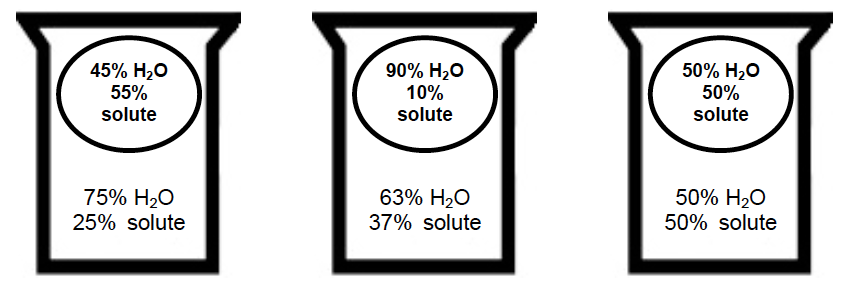 45% H₂O
55%
solute
75% H₂O
25% solute
90% H₂O
10%
solute
63% H₂O
37% solute
50% H₂O
50%
solute
50% H₂O
50% solute